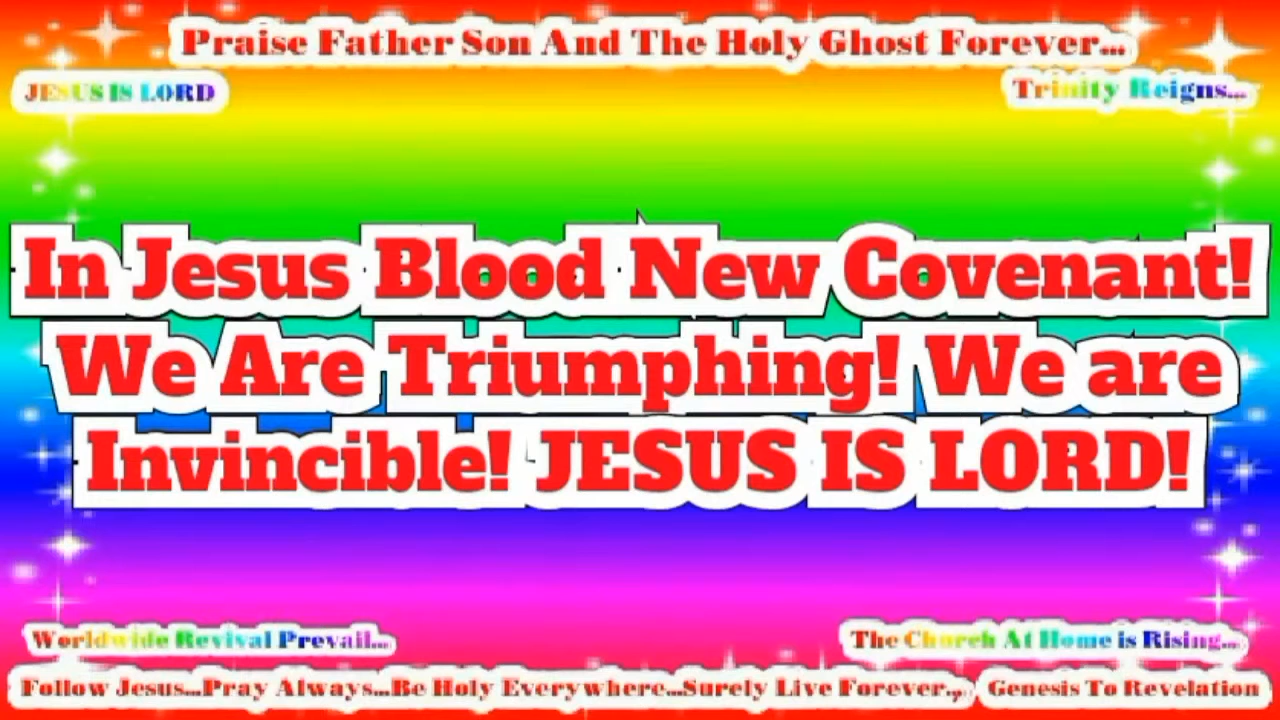 Praise Father Son And The Holy Ghost Forever...
JESUS IS LORD
Trinity Reigns...
In Jesus Blood New Covenant!
We Are Triumphing! We are
Invincible! JESUS IS LORD!
Worldwide Revival Prevail...
The Church At Home is Rising...
Follow Jesus...Pray Always...Be Holy Everywhere...Surely Live Forever...
Genesis To Revelation